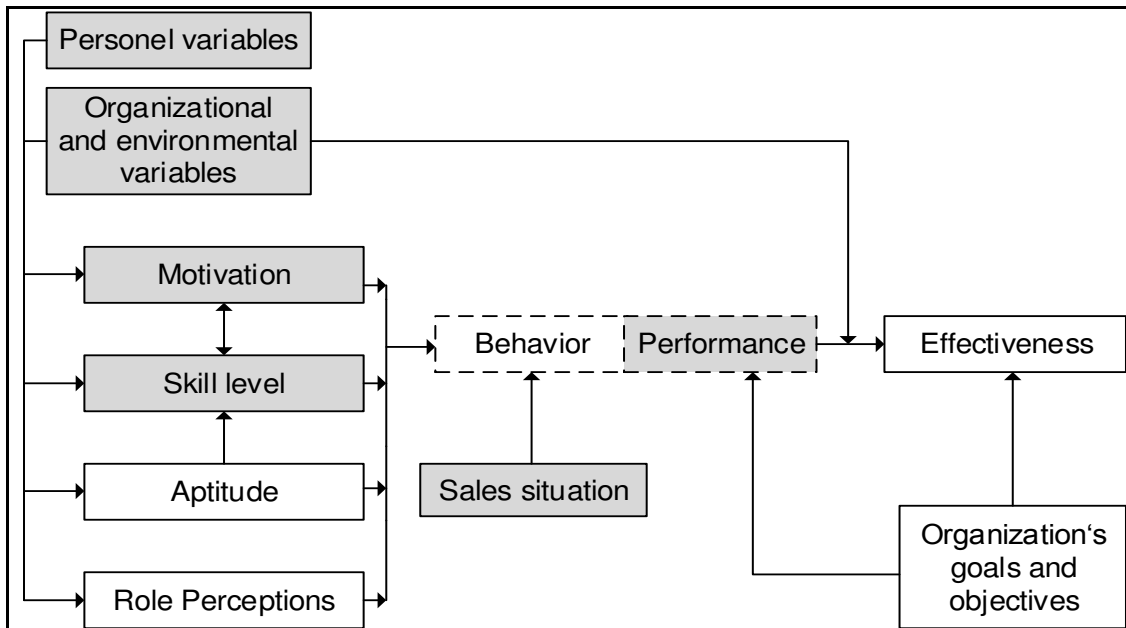 Personel variables
Organizational
and environmental
variables
Motivation
Behavior
Performance
Effectiveness
Skill level
Aptitude
Sales situation
Organization‘s
goals and
objectives
Role Perceptions